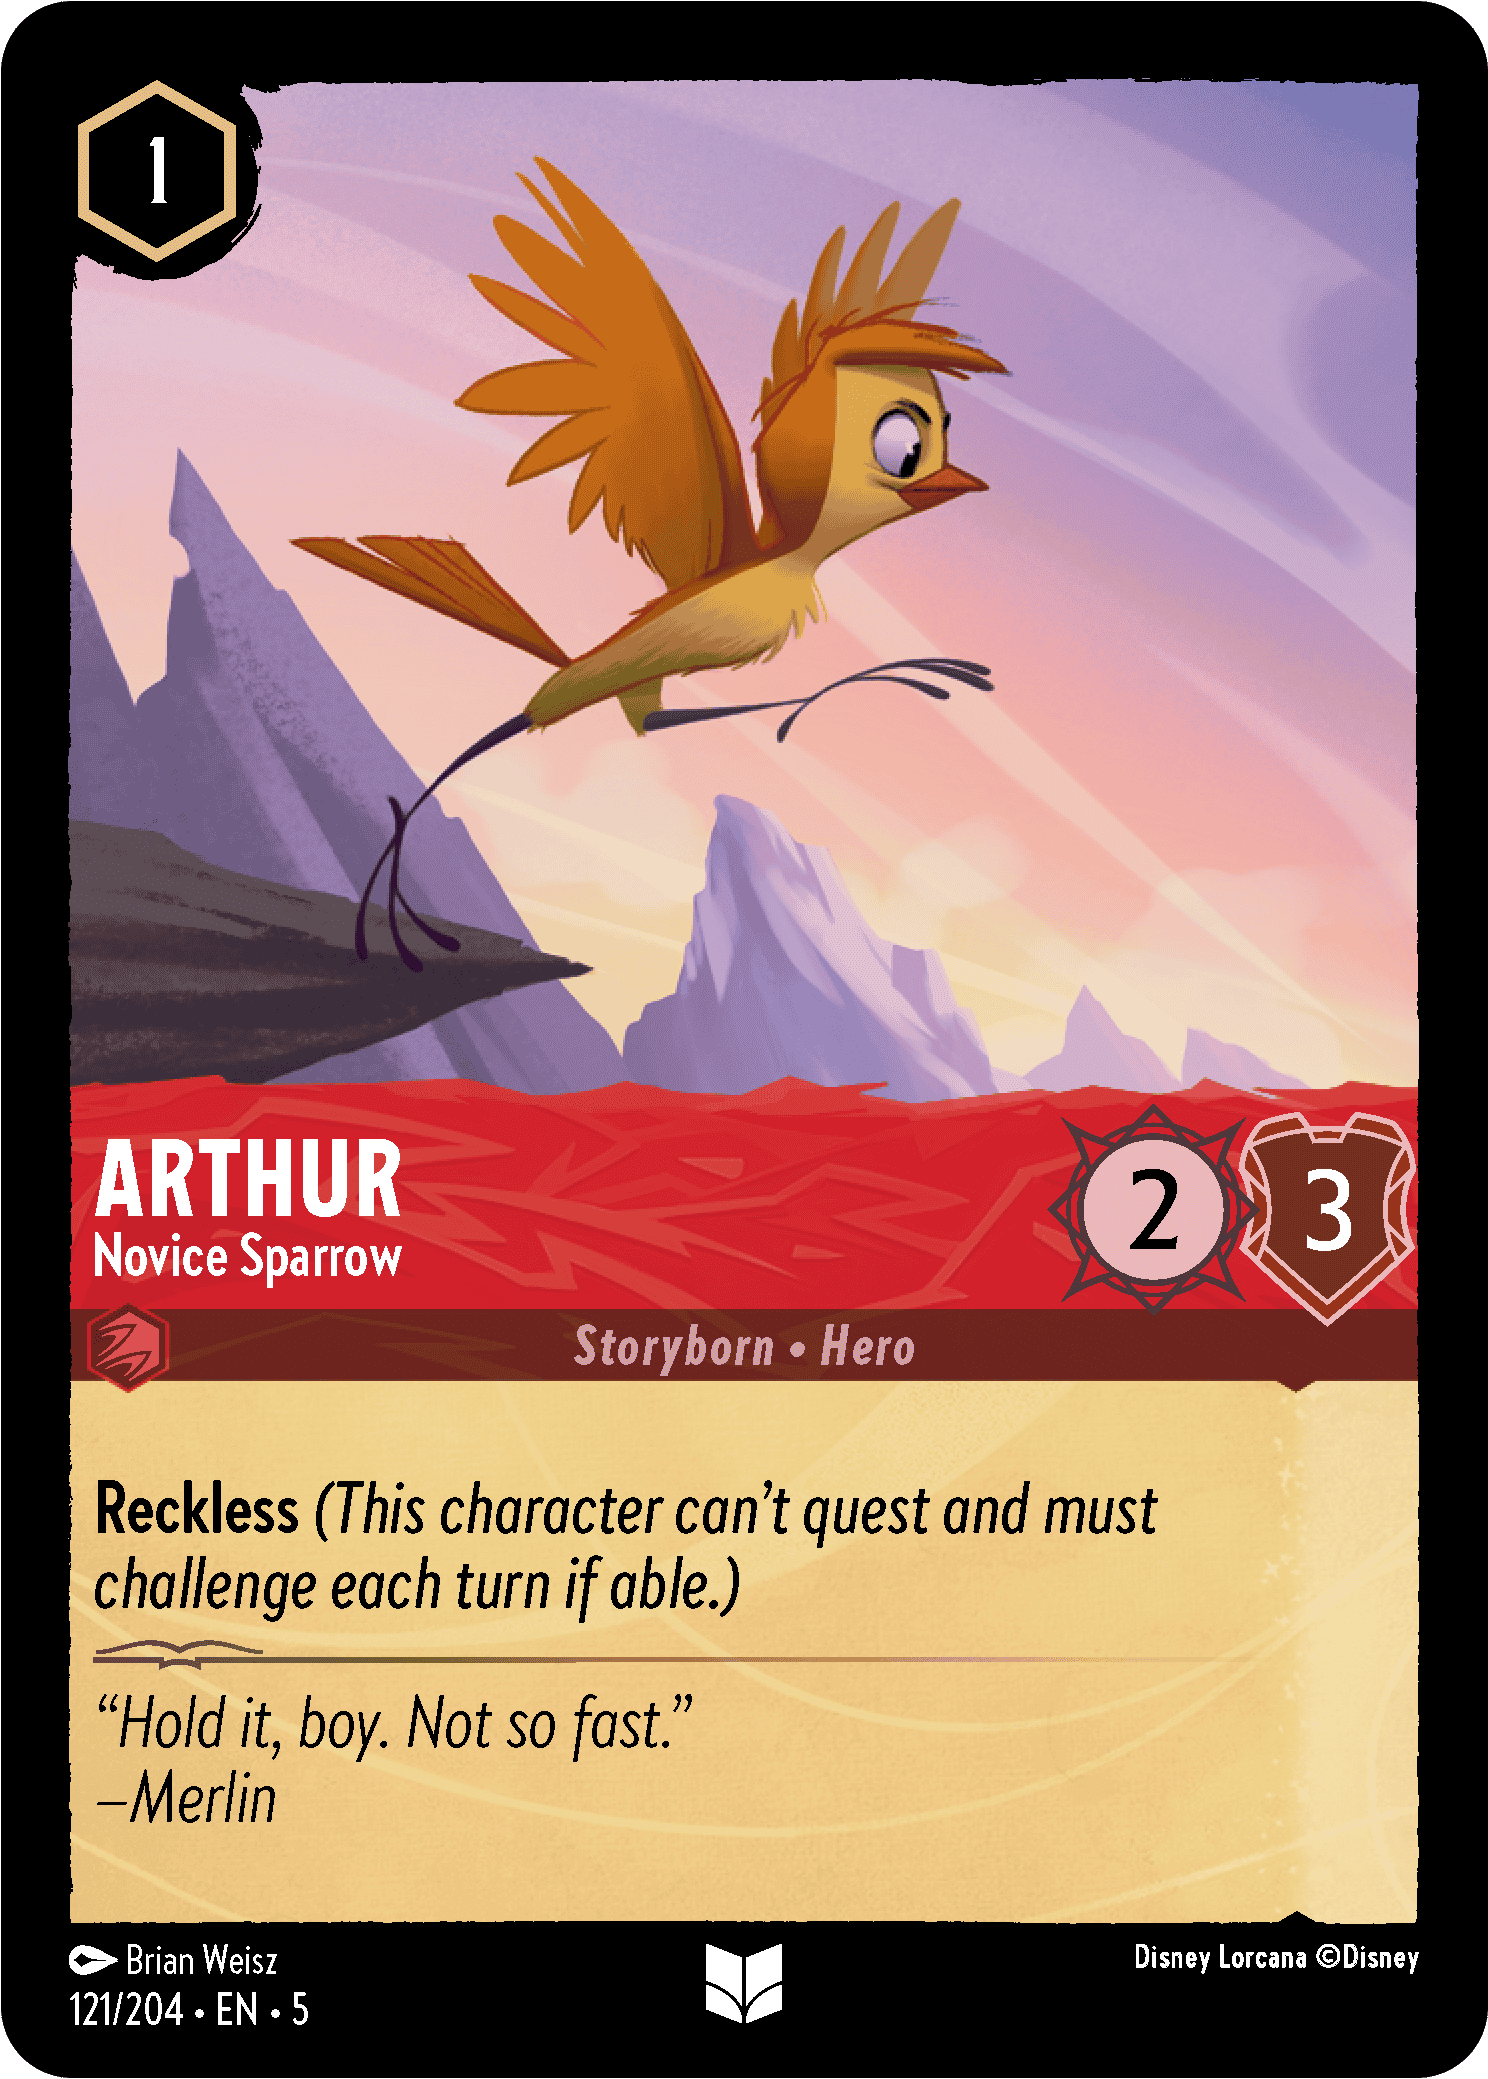 1
ARTHUR
Novice Sparrow
2
3
Storyborn • Hero
Reckless (This character can’t quest and must
challenge each turn if able.)
“Hold it, boy. Not so fast.”
–Merlin
Brian Weisz
Disney Lorcana ©Disney
121/204 • EN • 5